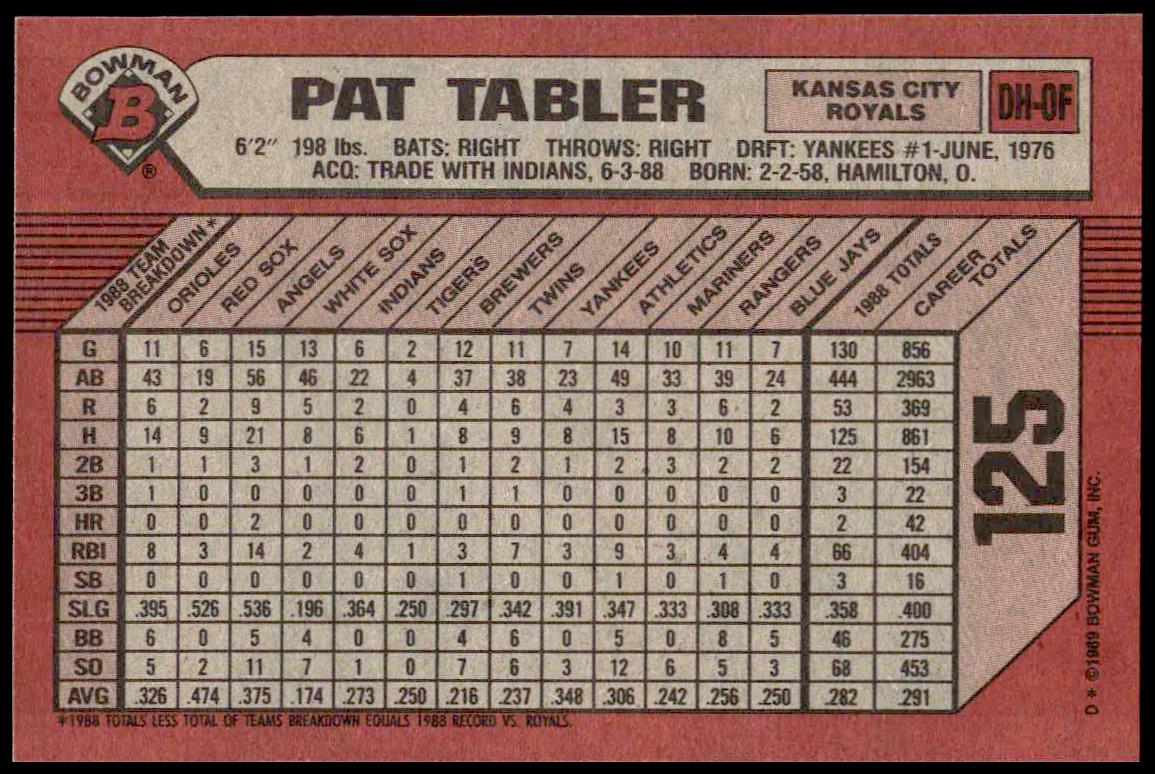 BOWMAN
B
®
PAT TABLER
KANSAS CITY
ROYALS
DH-OF
6'2" 198 lbs. BATS: RIGHT THROWS: RIGHT DRFT: YANKEES #1-JUNE, 1976
ACQ: TRADE WITH INDIANS, 6-3-88 BORN: 2-2-58, HAMILTON, O.
1988 TEAM
BREAKDOWN*
ORIOLES
RED SOX
ANGELS
WHITE SOX
INDIANS
TIGERS
BREWERS
TWINS
YANKEES
ATHLETICS
MARINERS
RANGERS
BLUE JAYS
1988 TOTALS
CAREER
TOTALS
G 11 6 15 13 6 2 12 11 7 14 10 11 7 130 856
AB 43 19 56 46 22 4 37 38 23 49 33 39 24 444 2963
R 6 2 9 5 2 0 4 6 4 3 3 6 2 53 369
H 14 9 21 8 6 1 8 9 8 15 8 10 6 125 861
2B 1 1 3 1 2 0 1 2 1 2 3 2 2 22 154
3B 1 0 0 0 0 0 1 1 0 0 0 0 0 3 22
HR 0 0 2 0 0 0 0 0 0 0 0 0 0 2 42
RBI 8 3 14 2 4 1 3 7 3 9 3 4 4 66 404
SB 0 0 0 0 0 0 1 0 0 1 0 1 0 3 16
SLG .395 .526 .536 .196 .364 .250 .297 .342 .391 .347 .333 .308 .333 .358 .400
BB 6 0 5 4 0 0 4 6 0 5 0 8 5 46 275
SO 5 2 11 7 1 0 7 6 3 12 6 5 3 68 453
AVG .326 .474 .375 .174 .273 .250 .216 .237 .348 .306 .242 .256 .250 .282 .291
125
*1988 TOTALS LESS TOTAL OF TEAMS BREAKDOWN EQUALS 1988 RECORD VS. ROYALS.
D * ©1989 BOWMAN GUM, INC.